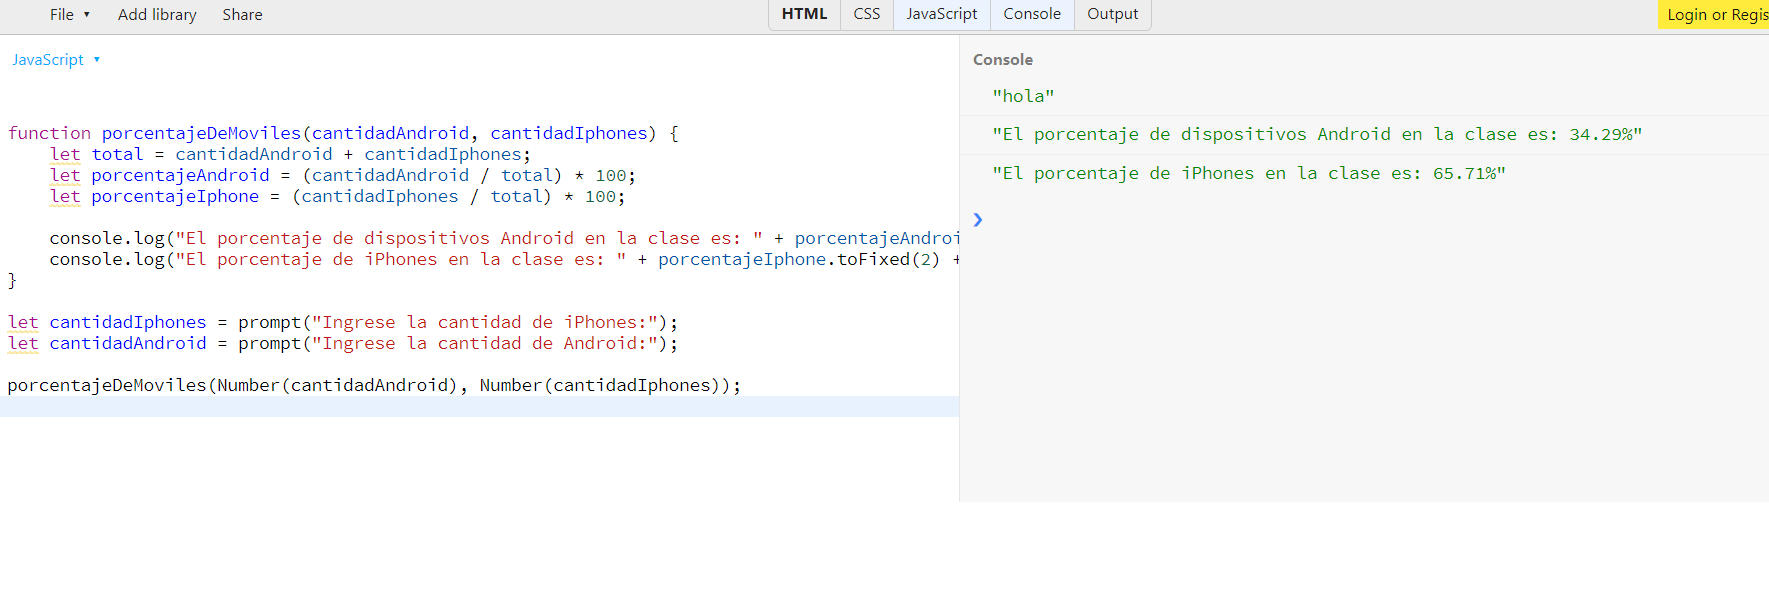 File ▾ Add library Share HTML CSS JavaScript Console Output Login or Regis
JavaScript ▾
function porcentajeDeMoviles(cantidadAndroid, cantidadIphones) {
    let total = cantidadAndroid + cantidadIphones;
    let porcentajeAndroid = (cantidadAndroid / total) * 100;
    let porcentajeIphone = (cantidadIphones / total) * 100;
    console.log("El porcentaje de dispositivos Android en la clase es: " + porcentajeAndroi
    console.log("El porcentaje de iPhones en la clase es: " + porcentajeIphone.toFixed(2) +
}
let cantidadIphones = prompt("Ingrese la cantidad de iPhones:");
let cantidadAndroid = prompt("Ingrese la cantidad de Android:");
porcentajeDeMoviles(Number(cantidadAndroid), Number(cantidadIphones));
Console
"hola"
"El porcentaje de dispositivos Android en la clase es: 34.29%"
"El porcentaje de iPhones en la clase es: 65.71%"